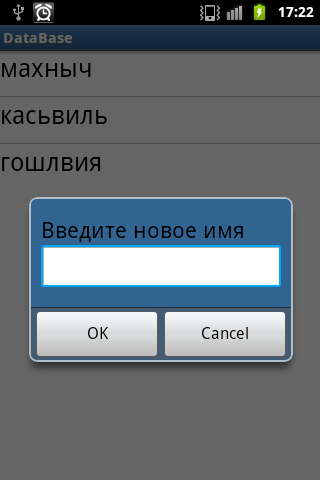 17:22
DataBase
махныч
касьвиль
гошлвия
Введите новое имя
OK
Cancel